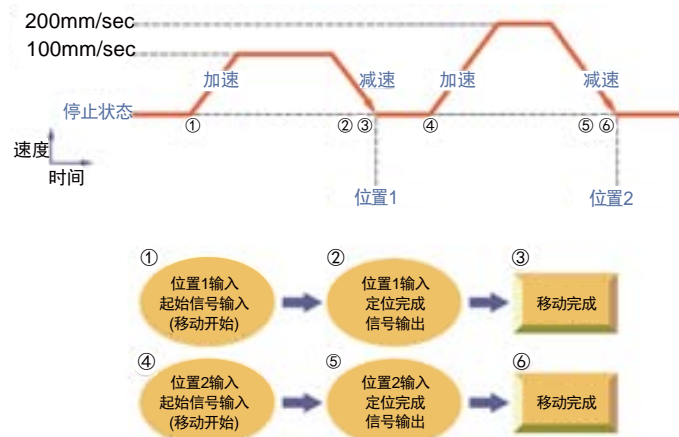 200mm/sec
100mm/sec
加速
减速
加速
减速
停止状态
①
②
③
④
⑤
⑥
速度
时间
位置1
位置2
①
②
③
位置1输入
起始信号输入
(移动开始)
位置1输入
定位完成
信号输出
移动完成
④
⑤
⑥
位置2输入
起始信号输入
(移动开始)
位置2输入
定位完成
信号输出
移动完成